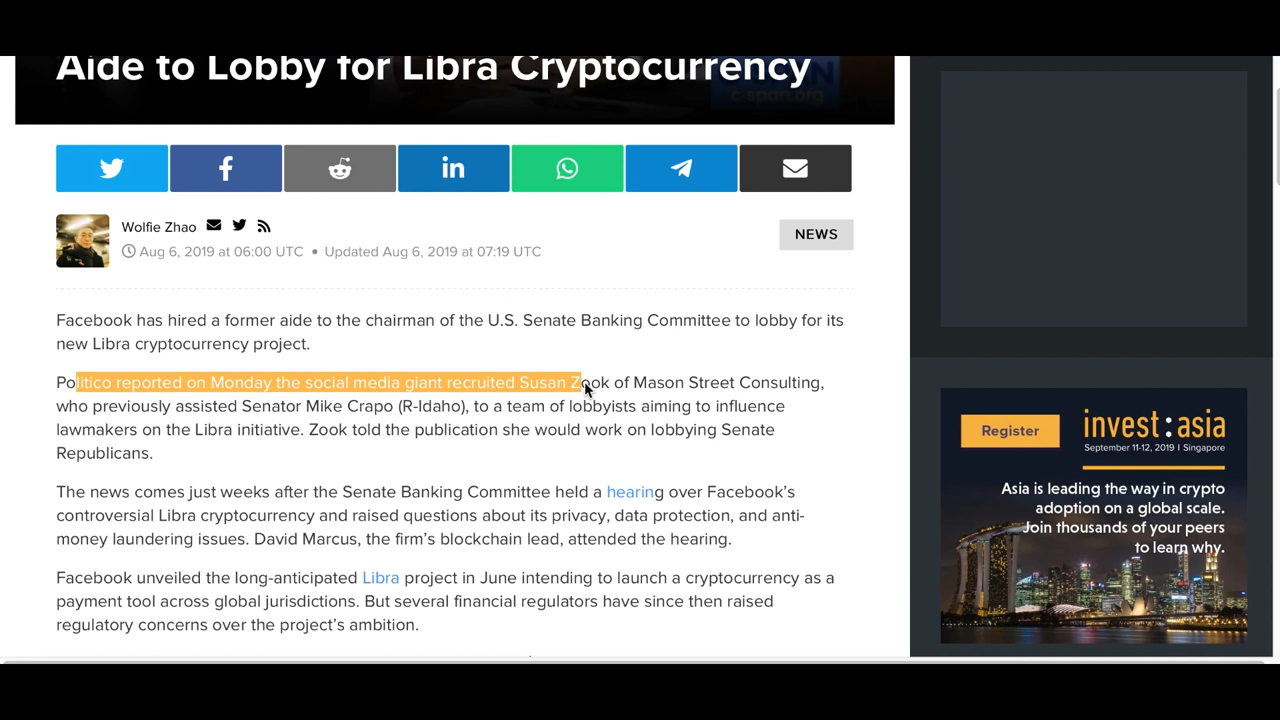 Aide to Lobby for Libra Cryptocurrency
c-span.org
Wolfie Zhao
Aug 6, 2019 at 06:00 UTC • Updated Aug 6, 2019 at 07:19 UTC
NEWS
Facebook has hired a former aide to the chairman of the U.S. Senate Banking Committee to lobby for its
new Libra cryptocurrency project.
Politico reported on Monday the social media giant recruited Susan Zook of Mason Street Consulting,
who previously assisted Senator Mike Crapo (R-Idaho), to a team of lobbyists aiming to influence
lawmakers on the Libra initiative. Zook told the publication she would work on lobbying Senate
Republicans.
The news comes just weeks after the Senate Banking Committee held a hearing over Facebook's
controversial Libra cryptocurrency and raised questions about its privacy, data protection, and anti-
money laundering issues. David Marcus, the firm's blockchain lead, attended the hearing.
Facebook unveiled the long-anticipated Libra project in June intending to launch a cryptocurrency as a
payment tool across global jurisdictions. But several financial regulators have since then raised
regulatory concerns over the project's ambition.
Register
invest:asia
September 11-12, 2019 | Singapore
Asia is leading the way in crypto
adoption on a global scale.
Join thousands of your peers
to learn why.